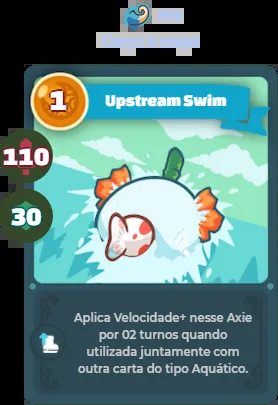 1
Upstream Swim
110
30
Aplica Velocidade+ nesse Axie
por 02 turnos quando
utilizada juntamente com
outra carta do tipo Aquático.